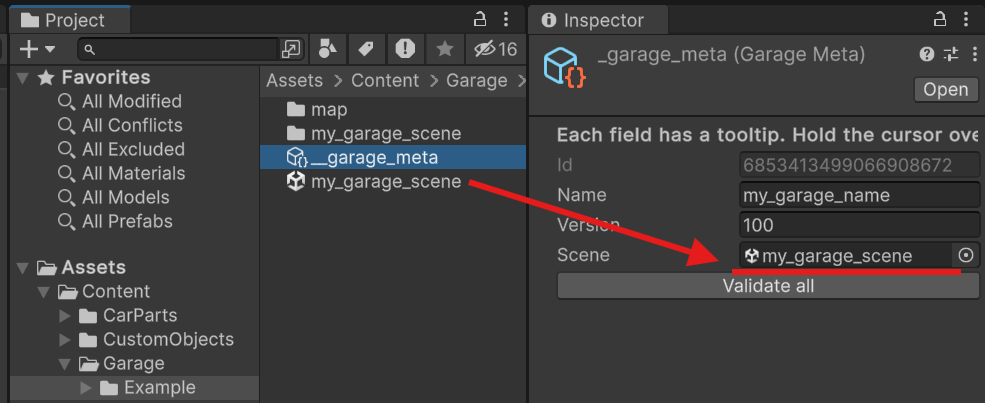 Project
16
Favorites
All Modified
All Conflicts
All Excluded
All Materials
All Models
All Prefabs
Assets
Content
CarParts
CustomObjects
Garage
Example
Assets > Content > Garage >
map
my_garage_scene
__garage_meta
my_garage_scene
Inspector
_garage_meta (Garage Meta)
Open
Each field has a tooltip. Hold the cursor ove
Id 6853413499066908672
Name my_garage_name
Version 100
Scene my_garage_scene
Validate all